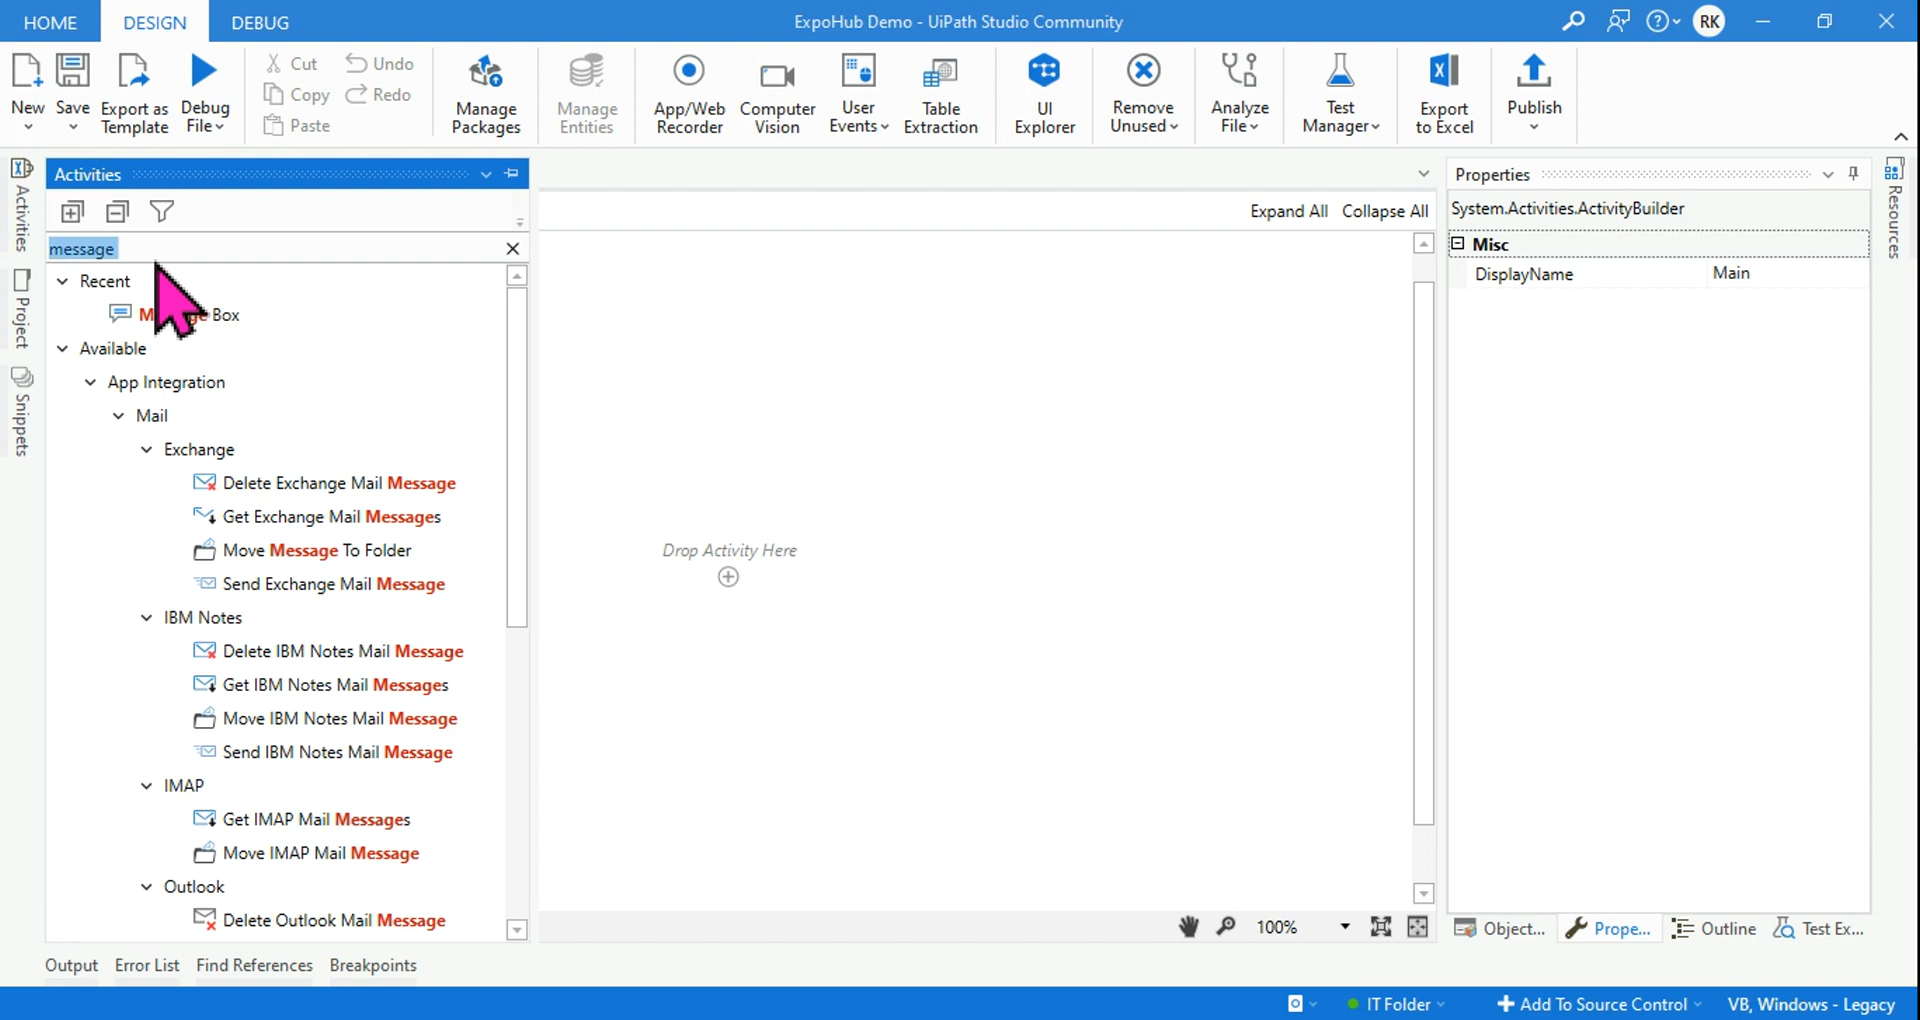 HOME DESIGN DEBUG
ExpoHub Demo - UiPath Studio Community
RK
New
Save
Export as
Template
Debug
File
Cut
Copy
Paste
Undo
Redo
Manage
Packages
Manage
Entities
App/Web
Recorder
Computer
Vision
User
Events
Table
Extraction
UI
Explorer
Remove
Unused
Analyze
File
Test
Manager
Export
to Excel
Publish
Activities
Project
Snippets
Activities
message
Recent
Box
Available
App Integration
Mail
Exchange
Delete Exchange Mail Message
Get Exchange Mail Messages
Move Message To Folder
Send Exchange Mail Message
IBM Notes
Delete IBM Notes Mail Message
Get IBM Notes Mail Messages
Move IBM Notes Mail Message
Send IBM Notes Mail Message
IMAP
Get IMAP Mail Messages
Move IMAP Mail Message
Outlook
Delete Outlook Mail Message
Expand All Collapse All
Drop Activity Here
100%
Properties
System.Activities.ActivityBuilder
Misc
DisplayName Main
Resources
Object... Prope... Outline Test Ex...
Output Error List Find References Breakpoints
IT Folder Add To Source Control VB, Windows - Legacy